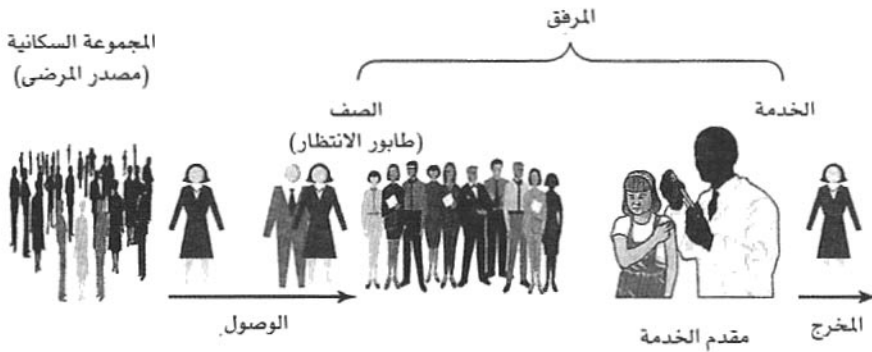 المرفق
المجموعة السكانية
(مصدر المرضى)
الصف
(طابور الانتظار)
الخدمة
الوصول
مقدم الخدمة
المخرج